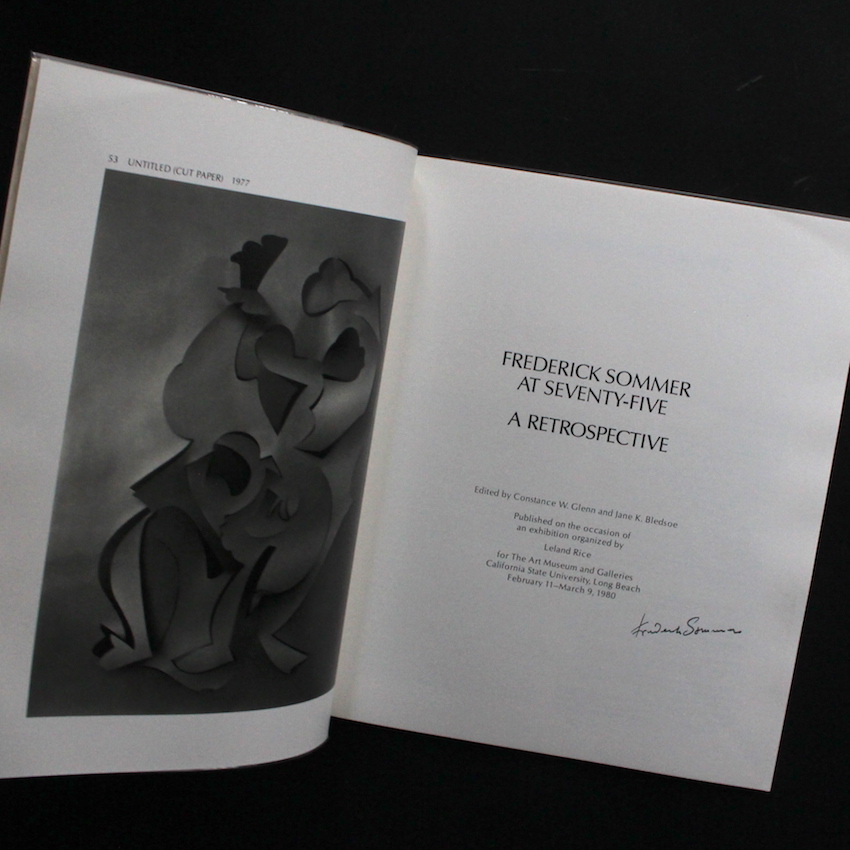 53 UNTITLED (CUT PAPER) 1977
FREDERICK SOMMER
AT SEVENTY-FIVE
A RETROSPECTIVE
Edited by Constance W. Glenn and Jane K. Bledsoe
Published on the occasion of
an exhibition organized by
Leland Rice
for The Art Museum and Galleries
California State University, Long Beach
February 11–March 9, 1980
Frederick Sommer